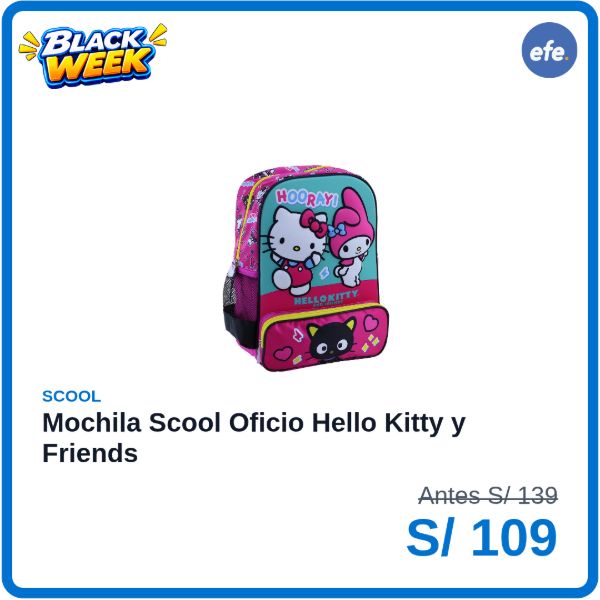 BLACK
WEEK
efe.
HOORAY!
HELLO KITTY
SCOOL
Mochila Scool Oficio Hello Kitty y
Friends
Antes S/ 139
S/ 109